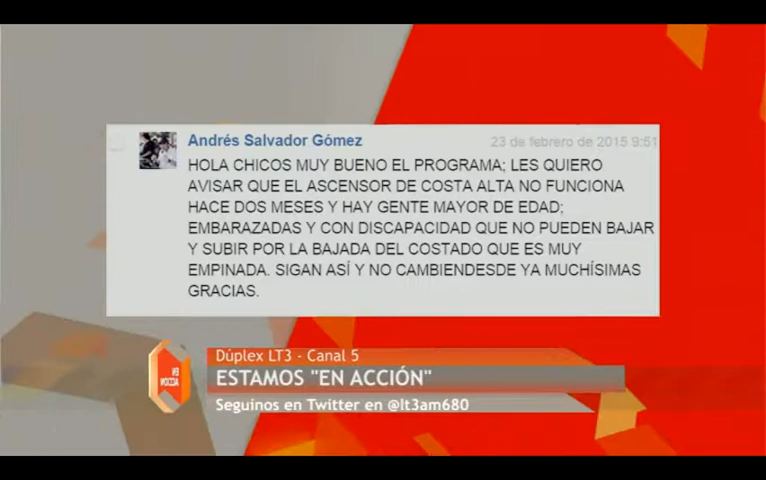 Andrés Salvador Gómez
23 de febrero de 2015 9:51
HOLA CHICOS MUY BUENO EL PROGRAMA; LES QUIERO
AVISAR QUE EL ASCENSOR DE COSTA ALTA NO FUNCIONA
HACE DOS MESES Y HAY GENTE MAYOR DE EDAD;
EMBARAZADAS Y CON DISCAPACIDAD QUE NO PUEDEN BAJAR
Y SUBIR POR LA BAJADA DEL COSTADO QUE ES MUY
EMPINADA. SIGAN ASÍ Y NO CAMBIENDESDE YA MUCHÍSIMAS
GRACIAS.
Dúplex LT3 - Canal 5
ESTAMOS "EN ACCIÓN"
Seguinos en Twitter en @lt3am680
EN
ACCION